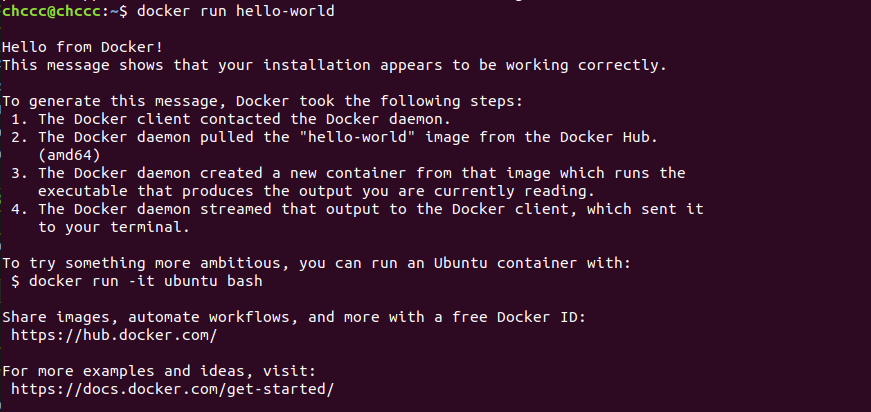 chccc@chccc:~$ docker run hello-world
Hello from Docker!
This message shows that your installation appears to be working correctly.
To generate this message, Docker took the following steps:
1. The Docker client contacted the Docker daemon.
2. The Docker daemon pulled the "hello-world" image from the Docker Hub.
(amd64)
3. The Docker daemon created a new container from that image which runs the
executable that produces the output you are currently reading.
4. The Docker daemon streamed that output to the Docker client, which sent it
to your terminal.
To try something more ambitious, you can run an Ubuntu container with:
$ docker run -it ubuntu bash
Share images, automate workflows, and more with a free Docker ID:
https://hub.docker.com/
For more examples and ideas, visit:
https://docs.docker.com/get-started/